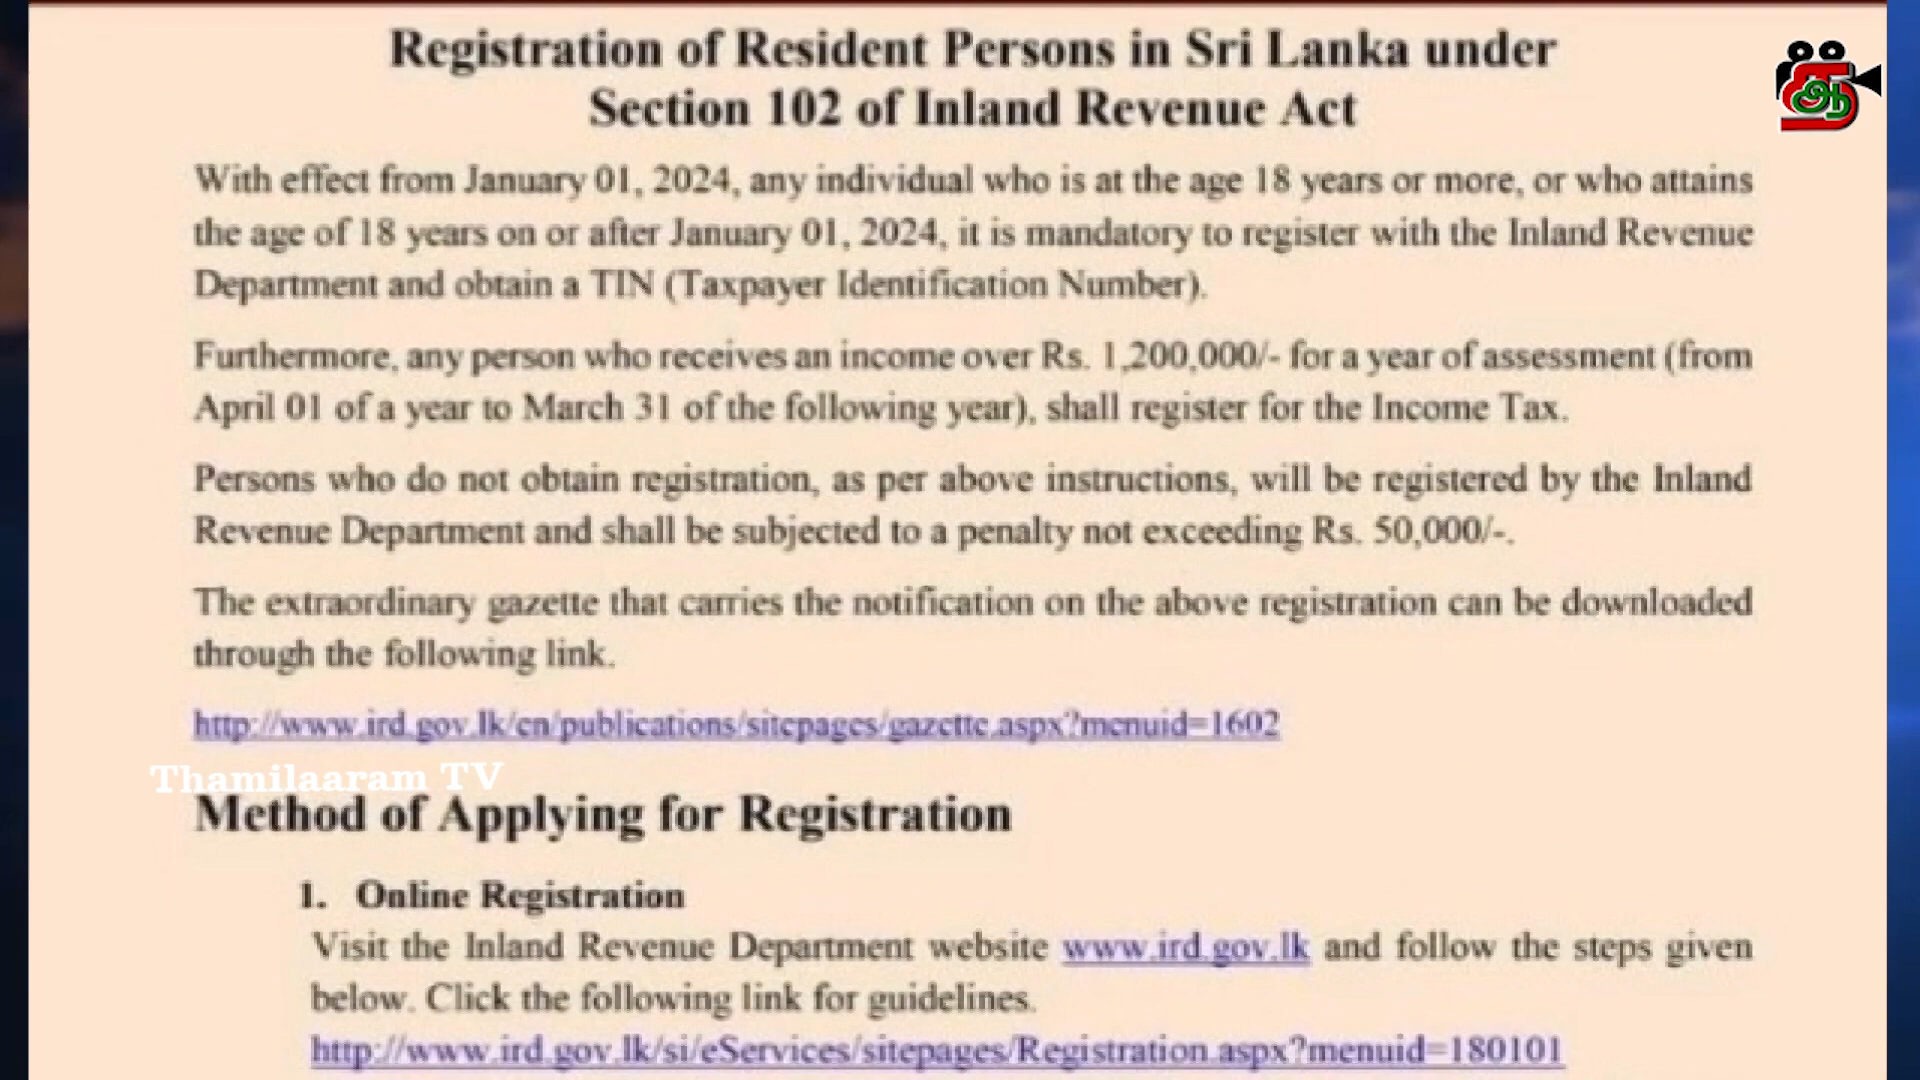 Registration of Resident Persons in Sri Lanka under
Section 102 of Inland Revenue Act
With effect from January 01, 2024, any individual who is at the age 18 years or more, or who attains
the age of 18 years on or after January 01, 2024, it is mandatory to register with the Inland Revenue
Department and obtain a TIN (Taxpayer Identification Number).
Furthermore, any person who receives an income over Rs. 1,200,000/- for a year of assessment (from
April 01 of a year to March 31 of the following year), shall register for the Income Tax.
Persons who do not obtain registration, as per above instructions, will be registered by the Inland
Revenue Department and shall be subjected to a penalty not exceeding Rs. 50,000/-.
The extraordinary gazette that carries the notification on the above registration can be downloaded
through the following link.
http://www.ird.gov.lk/en/publications/sitepages/gazette.aspx?menuid=1602
Thamilaaram TV
Method of Applying for Registration
1. Online Registration
Visit the Inland Revenue Department website www.ird.gov.lk and follow the steps given
below. Click the following link for guidelines.
http://www.ird.gov.lk/si/eServices/sitepages/Registration.aspx?menuid=180101